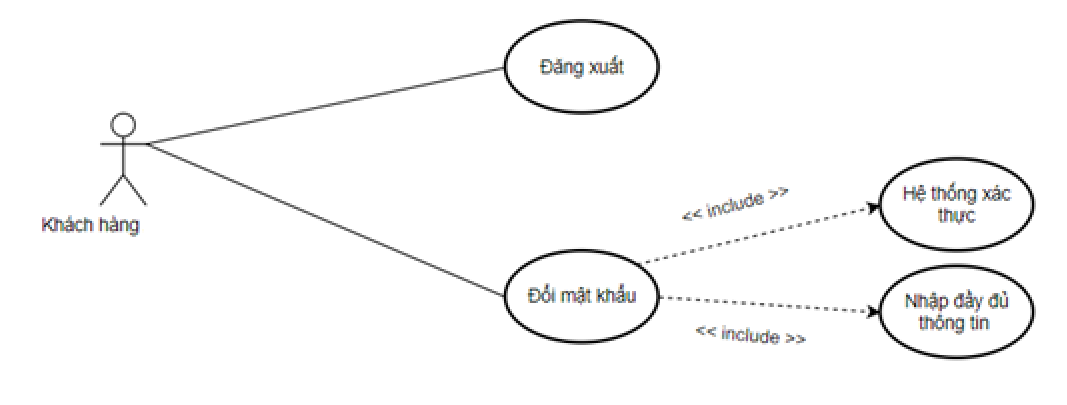 Đăng xuất
Khách hàng
<< include >>
Hệ thống xác
thực
Đổi mật khẩu
Nhập đầy đủ
thông tin
<< include >>